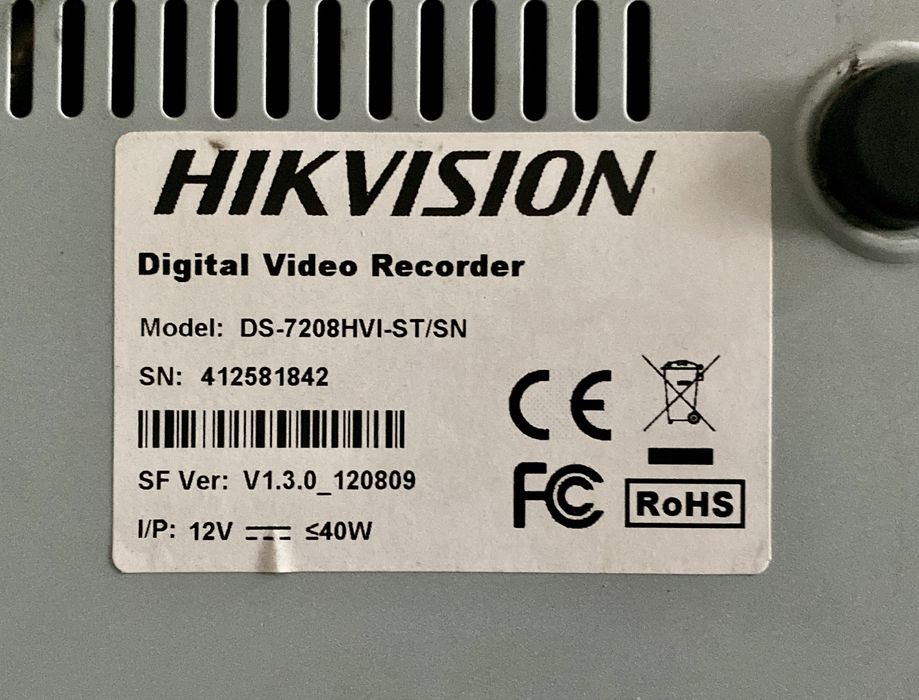 HIKVISION
Digital Video Recorder
Model: DS-7208HVI-ST/SN
SN: 412581842
SF Ver: V1.3.0_120809
I/P: 12V ⎓ ≤40W
CE
FC
RoHS